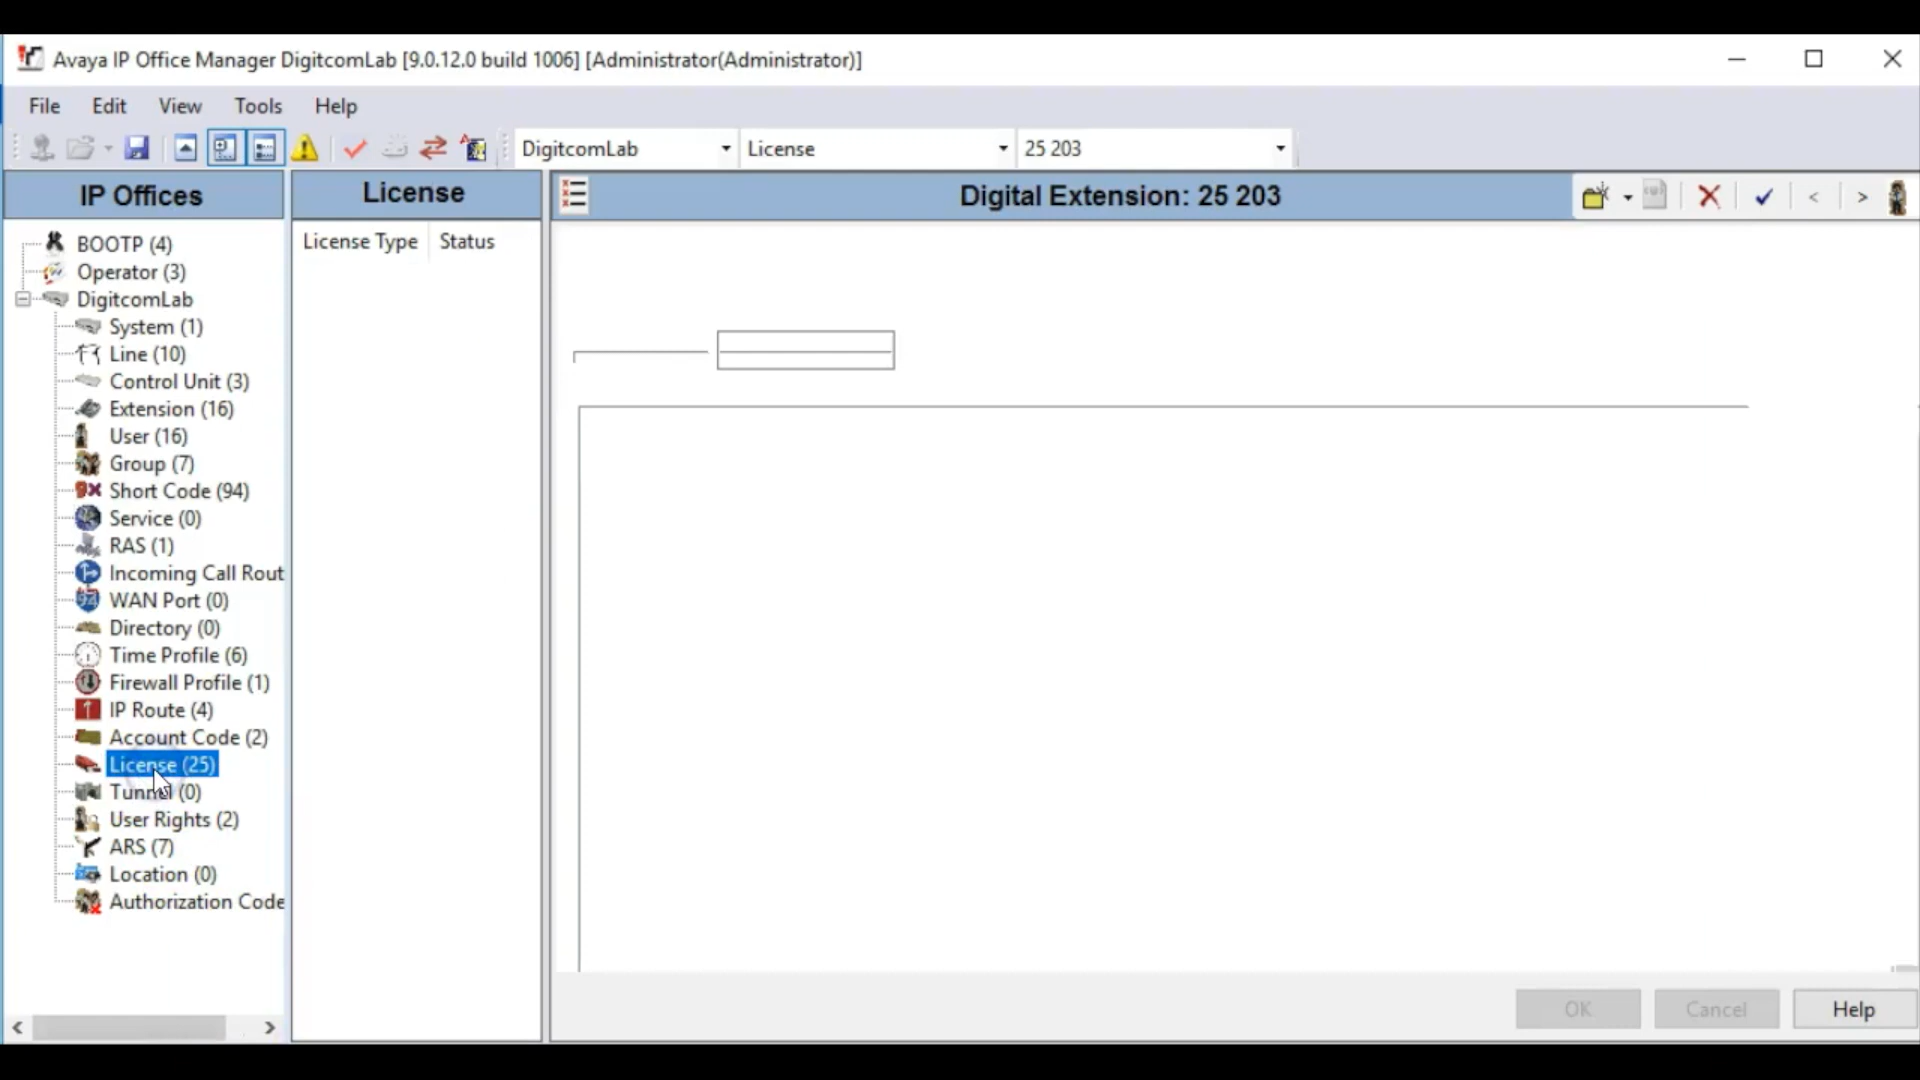 Avaya IP Office Manager DigitcomLab [9.0.12.0 build 1006] [Administrator(Administrator)]
File Edit View Tools Help
DigitcomLab License 25 203
IP Offices
BOOTP (4)
Operator (3)
DigitcomLab
System (1)
Line (10)
Control Unit (3)
Extension (16)
User (16)
Group (7)
Short Code (94)
Service (0)
RAS (1)
Incoming Call Rout
WAN Port (0)
Directory (0)
Time Profile (6)
Firewall Profile (1)
IP Route (4)
Account Code (2)
License (25)
Tunnel (0)
User Rights (2)
ARS (7)
Location (0)
Authorization Code
License
License Type Status
Digital Extension: 25 203
OK Cancel Help